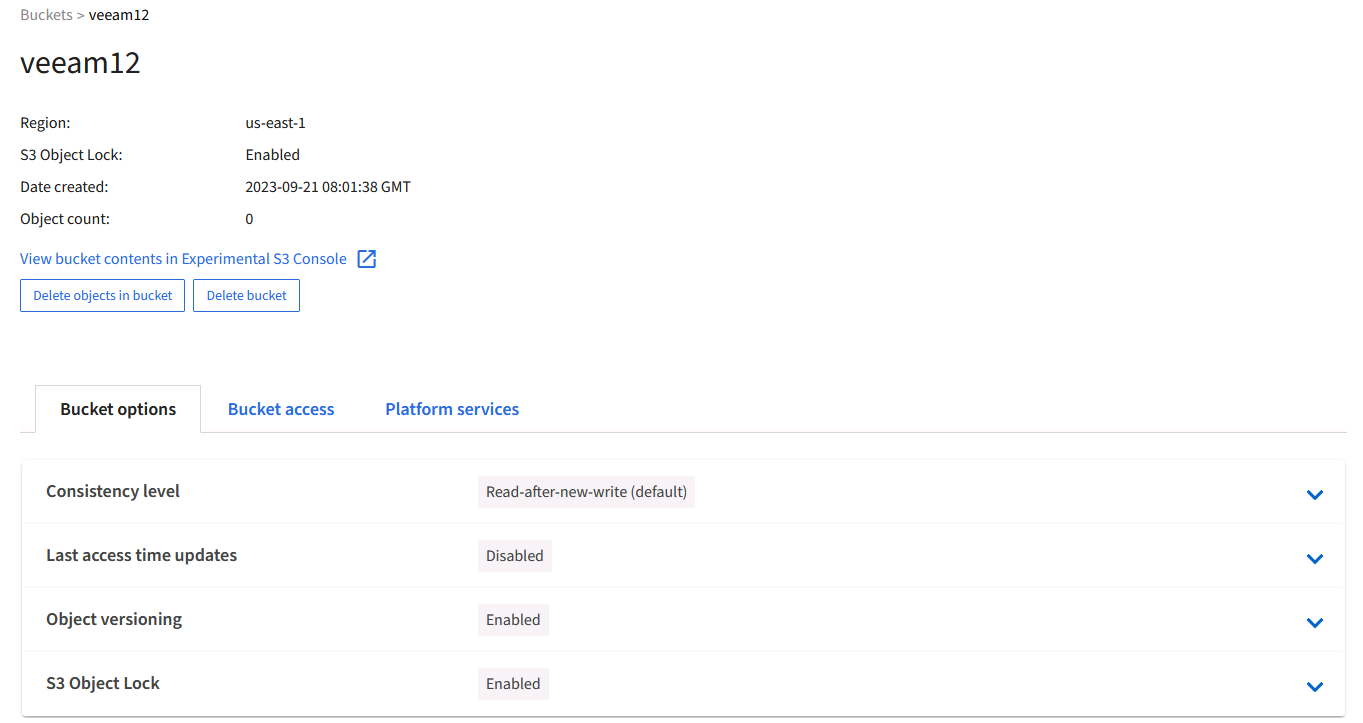 Buckets > veeam12
veeam12
Region: us-east-1
S3 Object Lock: Enabled
Date created: 2023-09-21 08:01:38 GMT
Object count: 0
View bucket contents in Experimental S3 Console
Delete objects in bucket Delete bucket
Bucket options Bucket access Platform services
Consistency level Read-after-new-write (default)
Last access time updates Disabled
Object versioning Enabled
S3 Object Lock Enabled